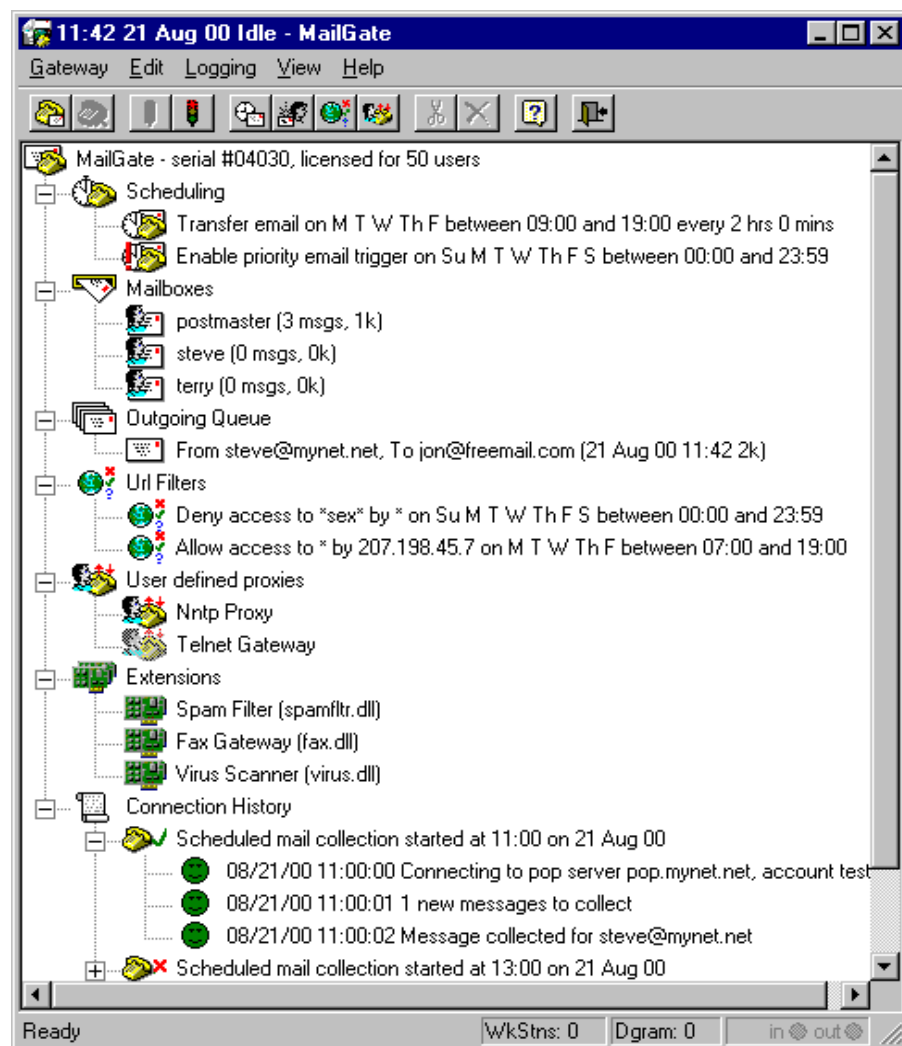 11:42 21 Aug 00 Idle - MailGate
Gateway Edit Logging View Help
MailGate - serial #04030, licensed for 50 users
Scheduling
Transfer email on M T W Th F between 09:00 and 19:00 every 2 hrs 0 mins
Enable priority email trigger on Su M T W Th F S between 00:00 and 23:59
Mailboxes
postmaster (3 msgs, 1k)
steve (0 msgs, 0k)
terry (0 msgs, 0k)
Outgoing Queue
From steve@mynet.net, To jon@freemail.com (21 Aug 00 11:42 2k)
Url Filters
Deny access to *sex* by * on Su M T W Th F S between 00:00 and 23:59
Allow access to * by 207.198.45.7 on M T W Th F between 07:00 and 19:00
User defined proxies
Nntp Proxy
Telnet Gateway
Extensions
Spam Filter (spamfltr.dll)
Fax Gateway (fax.dll)
Virus Scanner (virus.dll)
Connection History
Scheduled mail collection started at 11:00 on 21 Aug 00
08/21/00 11:00:00 Connecting to pop server pop.mynet.net, account test
08/21/00 11:00:01 1 new messages to collect
08/21/00 11:00:02 Message collected for steve@mynet.net
Scheduled mail collection started at 13:00 on 21 Aug 00
Ready WkStns: 0 Dgram: 0 in out